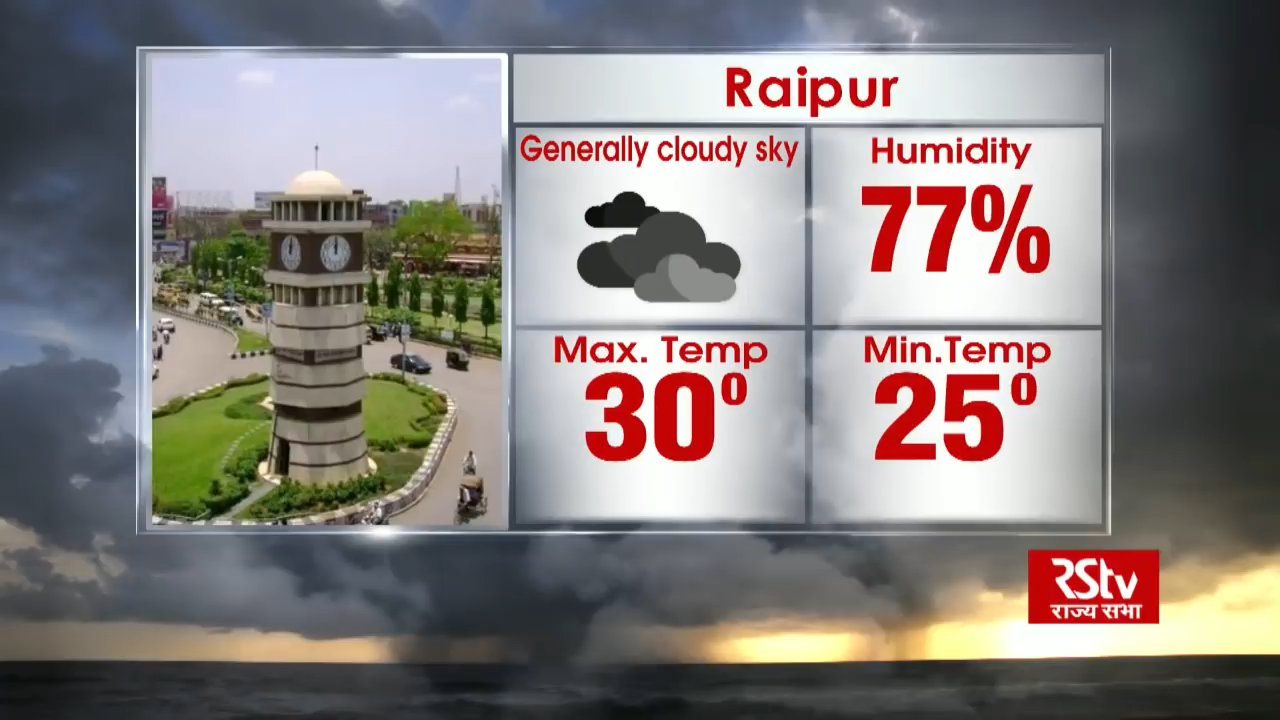 Raipur
Generally cloudy sky
Humidity
77%
Max. Temp
30⁰
Min.Temp
25⁰
RStv
राज्य सभा